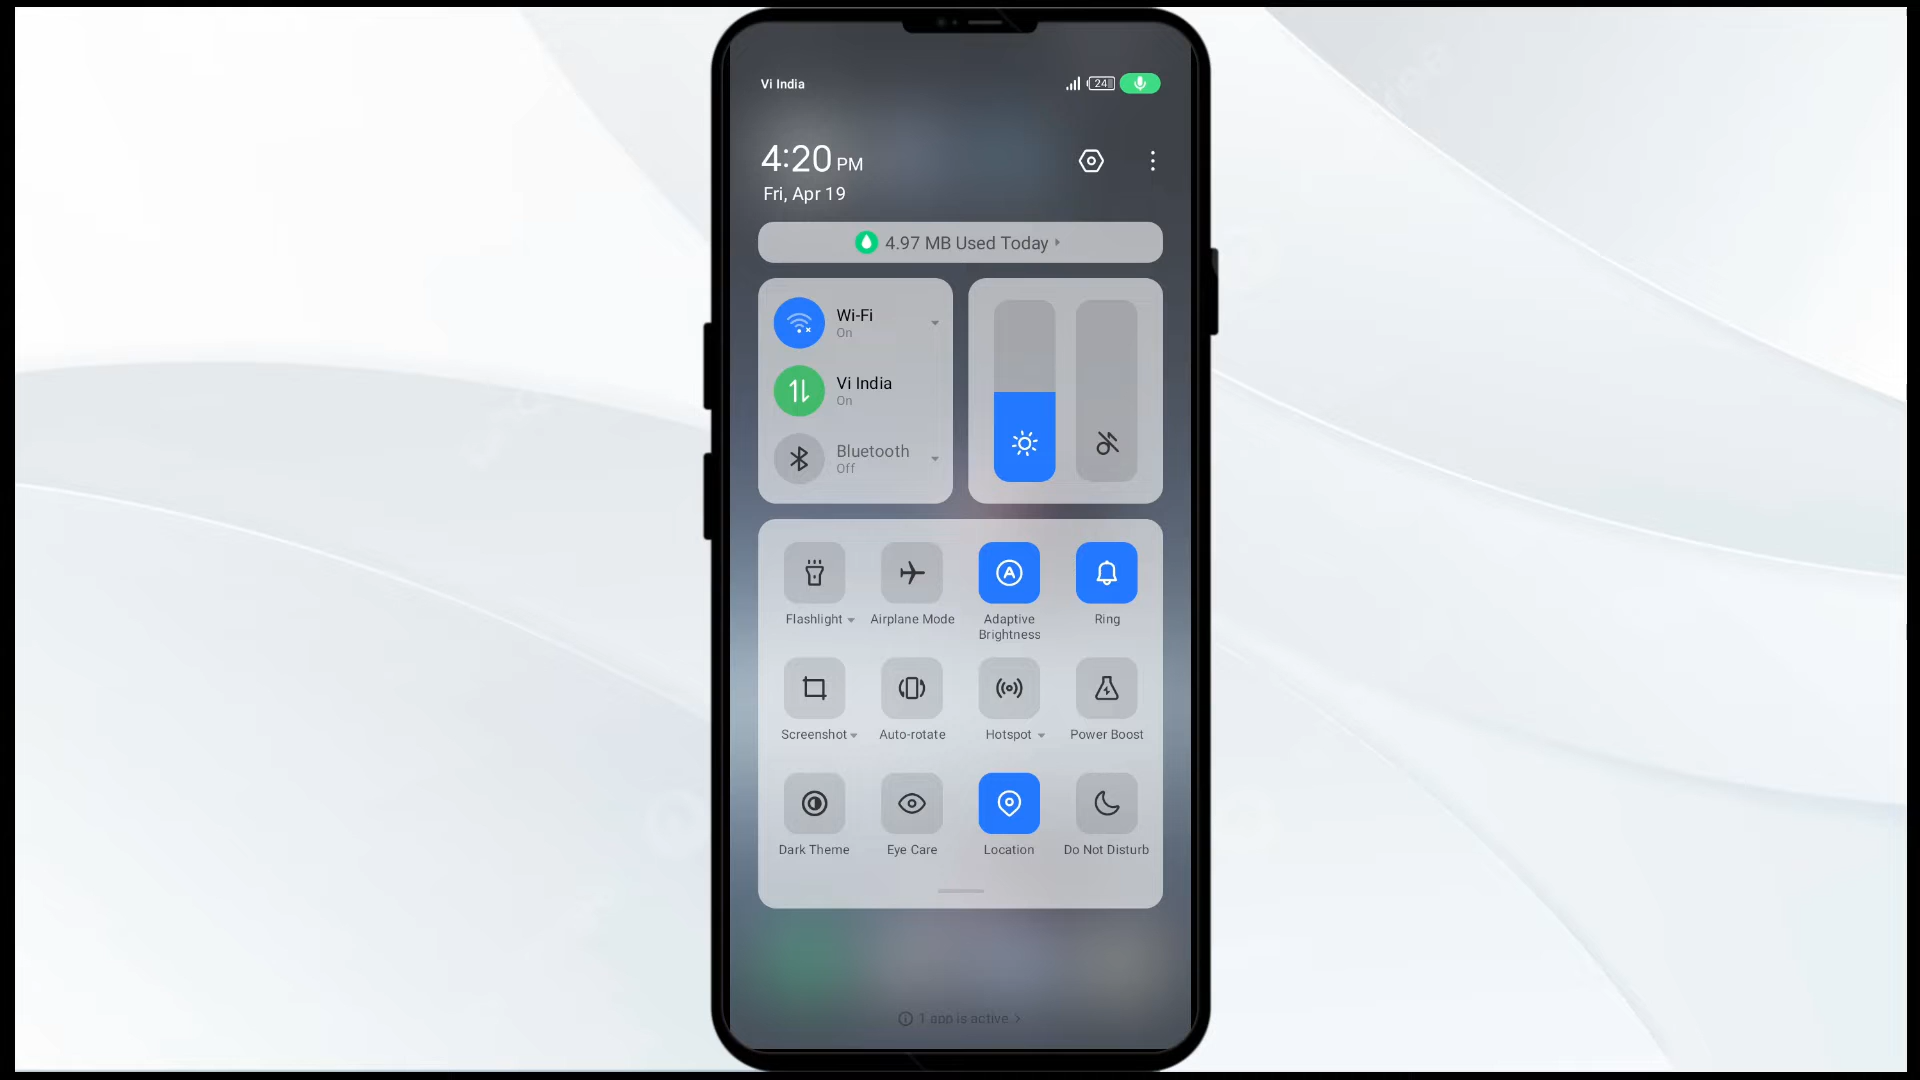 Vi India
24
4:20 PM
Fri, Apr 19
4.97 MB Used Today
Wi-Fi
On
Vi India
On
Bluetooth
Off
Flashlight
Airplane Mode
Adaptive
Brightness
Ring
Screenshot
Auto-rotate
Hotspot
Power Boost
Dark Theme
Eye Care
Location
Do Not Disturb
1 app is active